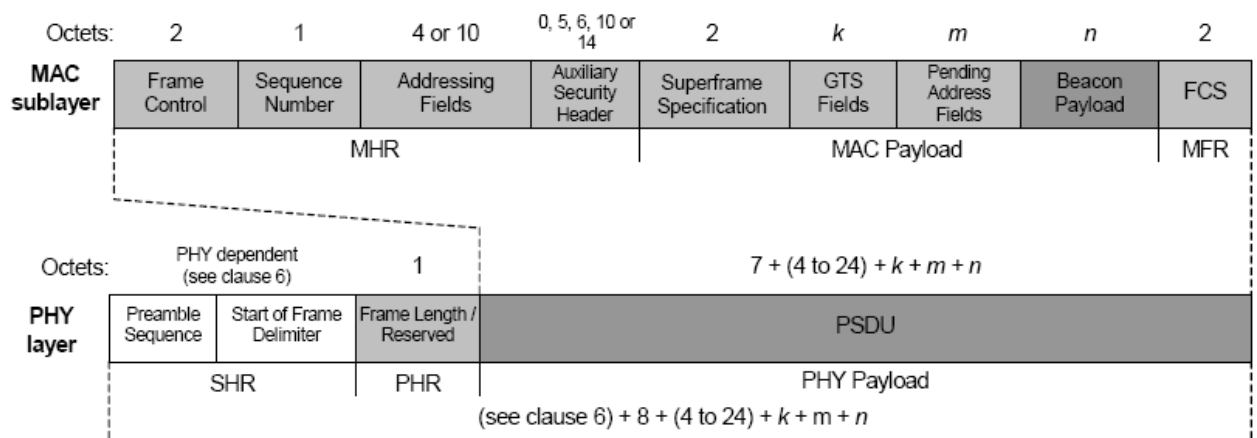 Octets: 2 1 4 or 10 0, 5, 6, 10 or 14 2 k m n 2
MAC sublayer
Frame Control
Sequence Number
Addressing Fields
Auxiliary Security Header
Superframe Specification
GTS Fields
Pending Address Fields
Beacon Payload
FCS
MHR MAC Payload MFR
Octets: PHY dependent (see clause 6) 1 7 + (4 to 24) + k + m + n
PHY layer
Preamble Sequence
Start of Frame Delimiter
Frame Length / Reserved
PSDU
SHR PHR PHY Payload
(see clause 6) + 8 + (4 to 24) + k + m + n